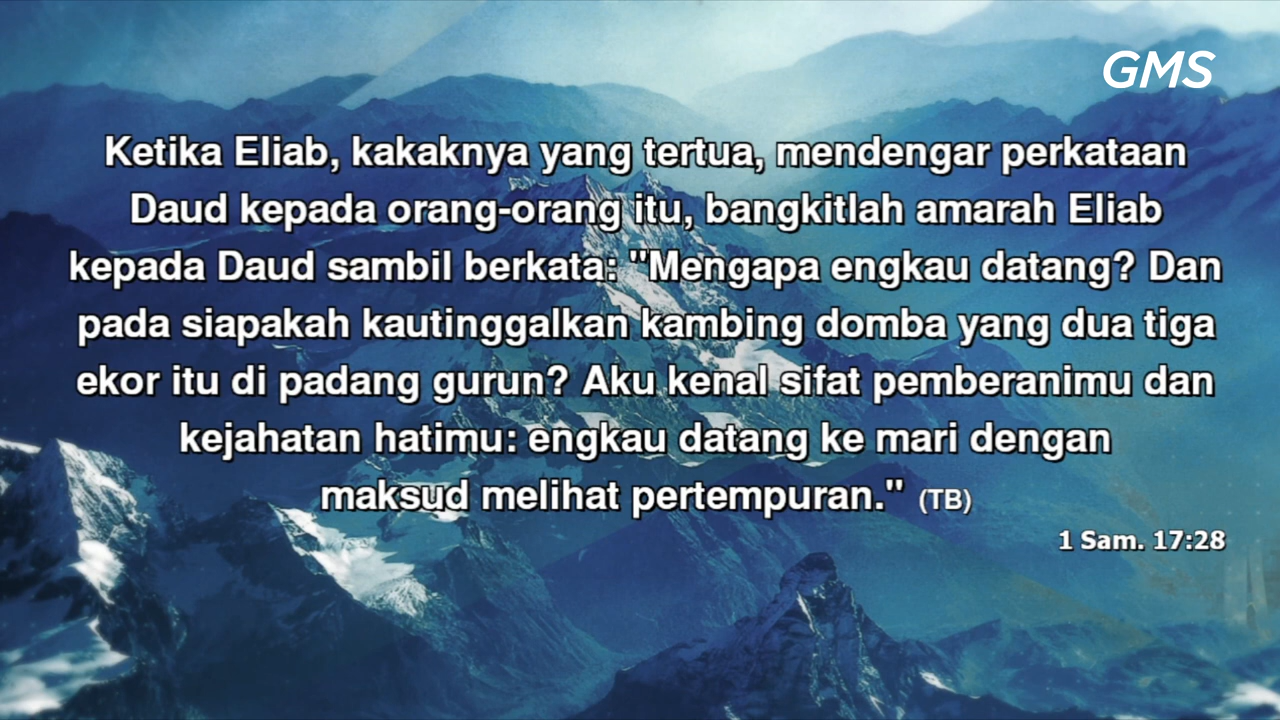 GMS
Ketika Eliab, kakaknya yang tertua, mendengar perkataan
Daud kepada orang-orang itu, bangkitlah amarah Eliab
kepada Daud sambil berkata: "Mengapa engkau datang? Dan
pada siapakah kautinggalkan kambing domba yang dua tiga
ekor itu di padang gurun? Aku kenal sifat pemberanimu dan
kejahatan hatimu: engkau datang ke mari dengan
maksud melihat pertempuran." (TB)
1 Sam. 17:28